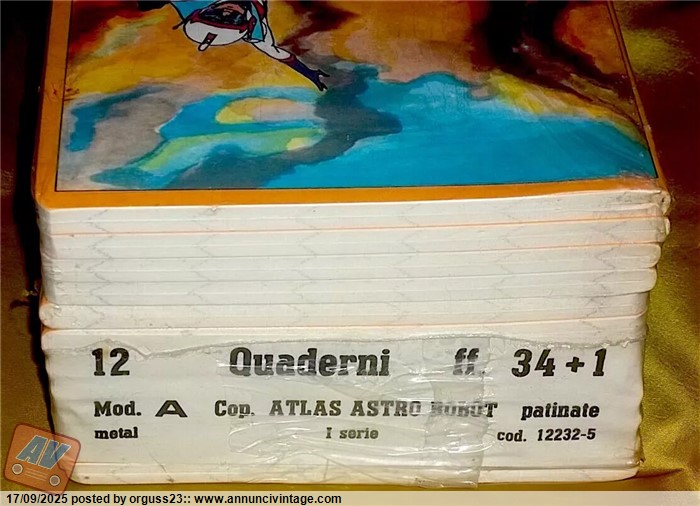 12 Quaderni ff. 34 + 1
Mod. A Cop. ATLAS ASTRO ROBOT patinate
metal I serie cod. 12232-5
AV
17/09/2025 posted by orguss23:: www.annuncivintage.com